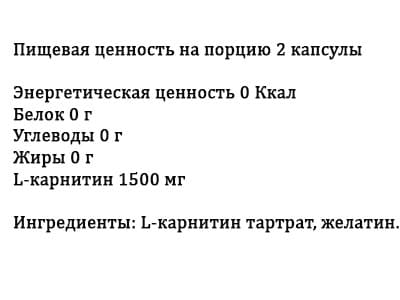 Пищевая ценность на порцию 2 капсулы
Энергетическая ценность 0 Ккал
Белок 0 г
Углеводы 0 г
Жиры 0 г
L-карнитин 1500 мг
Ингредиенты: L-карнитин тартрат, желатин.